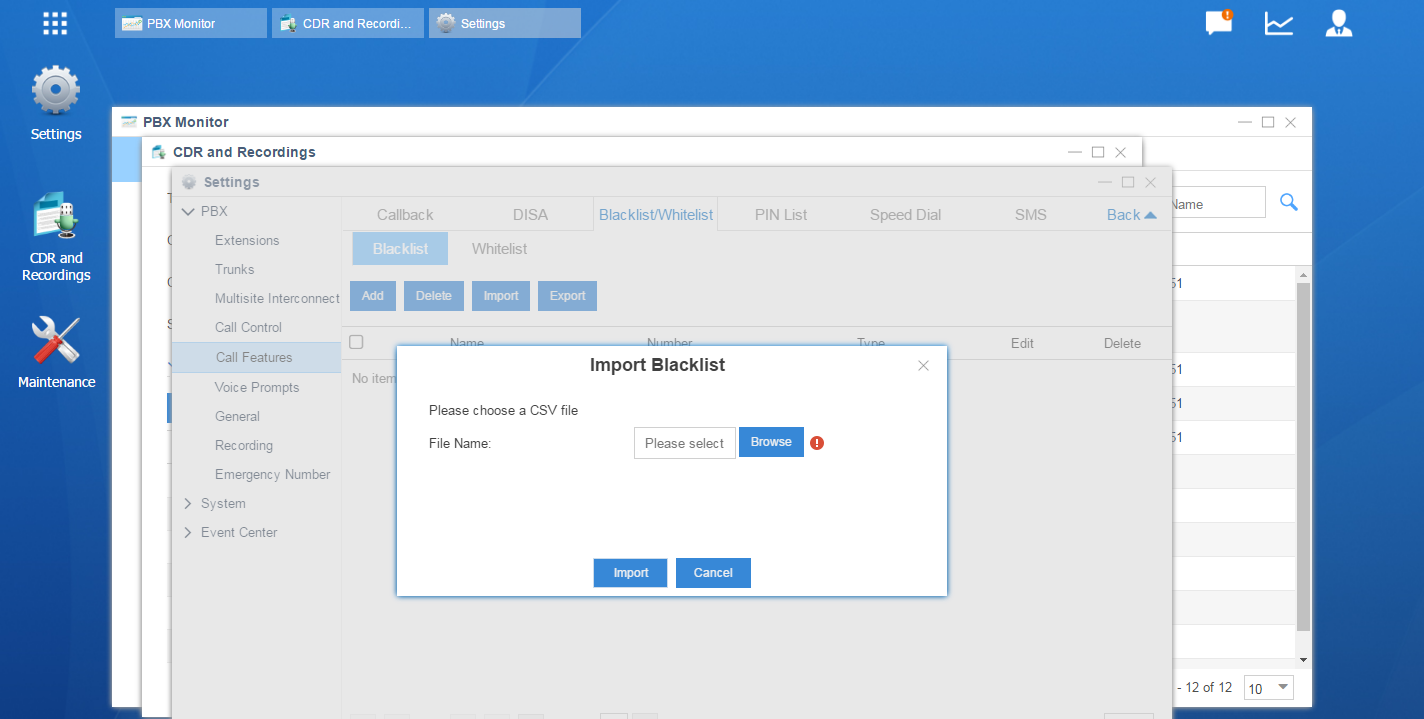 PBX Monitor
CDR and Recordi...
Settings
Settings
CDR and
Recordings
Maintenance
PBX Monitor
CDR and Recordings
Settings
PBX
Extensions
Trunks
Multisite Interconnect
Call Control
Call Features
Voice Prompts
General
Recording
Emergency Number
System
Event Center
Callback DISA Blacklist/Whitelist PIN List Speed Dial SMS Back
Blacklist Whitelist
Add Delete Import Export
Name Number Type Edit Delete
No item
Import Blacklist
Please choose a CSV file
File Name: Please select Browse
Import Cancel
Name
51
51
51
51
- 12 of 12 10